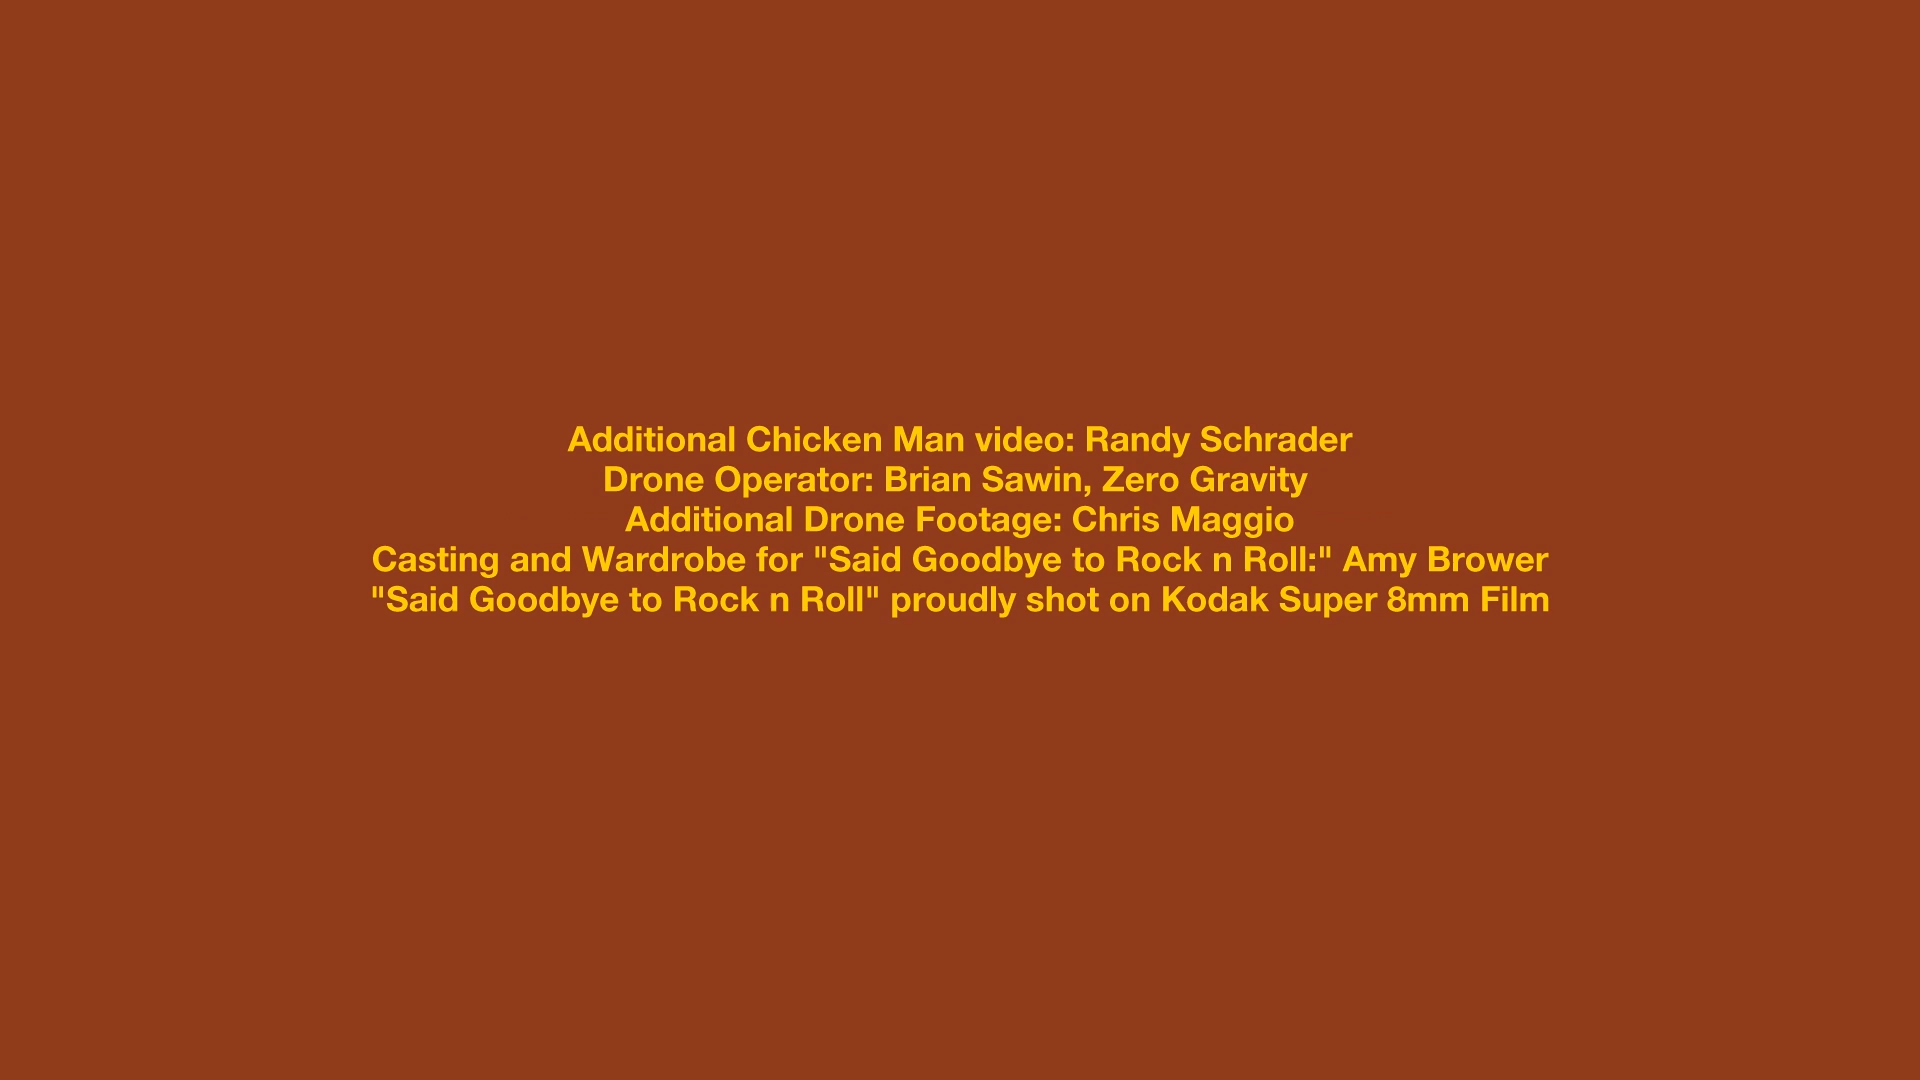 Additional Chicken Man video: Randy Schrader
Drone Operator: Brian Sawin, Zero Gravity
Additional Drone Footage: Chris Maggio
Casting and Wardrobe for "Said Goodbye to Rock n Roll:" Amy Brower
"Said Goodbye to Rock n Roll" proudly shot on Kodak Super 8mm Film